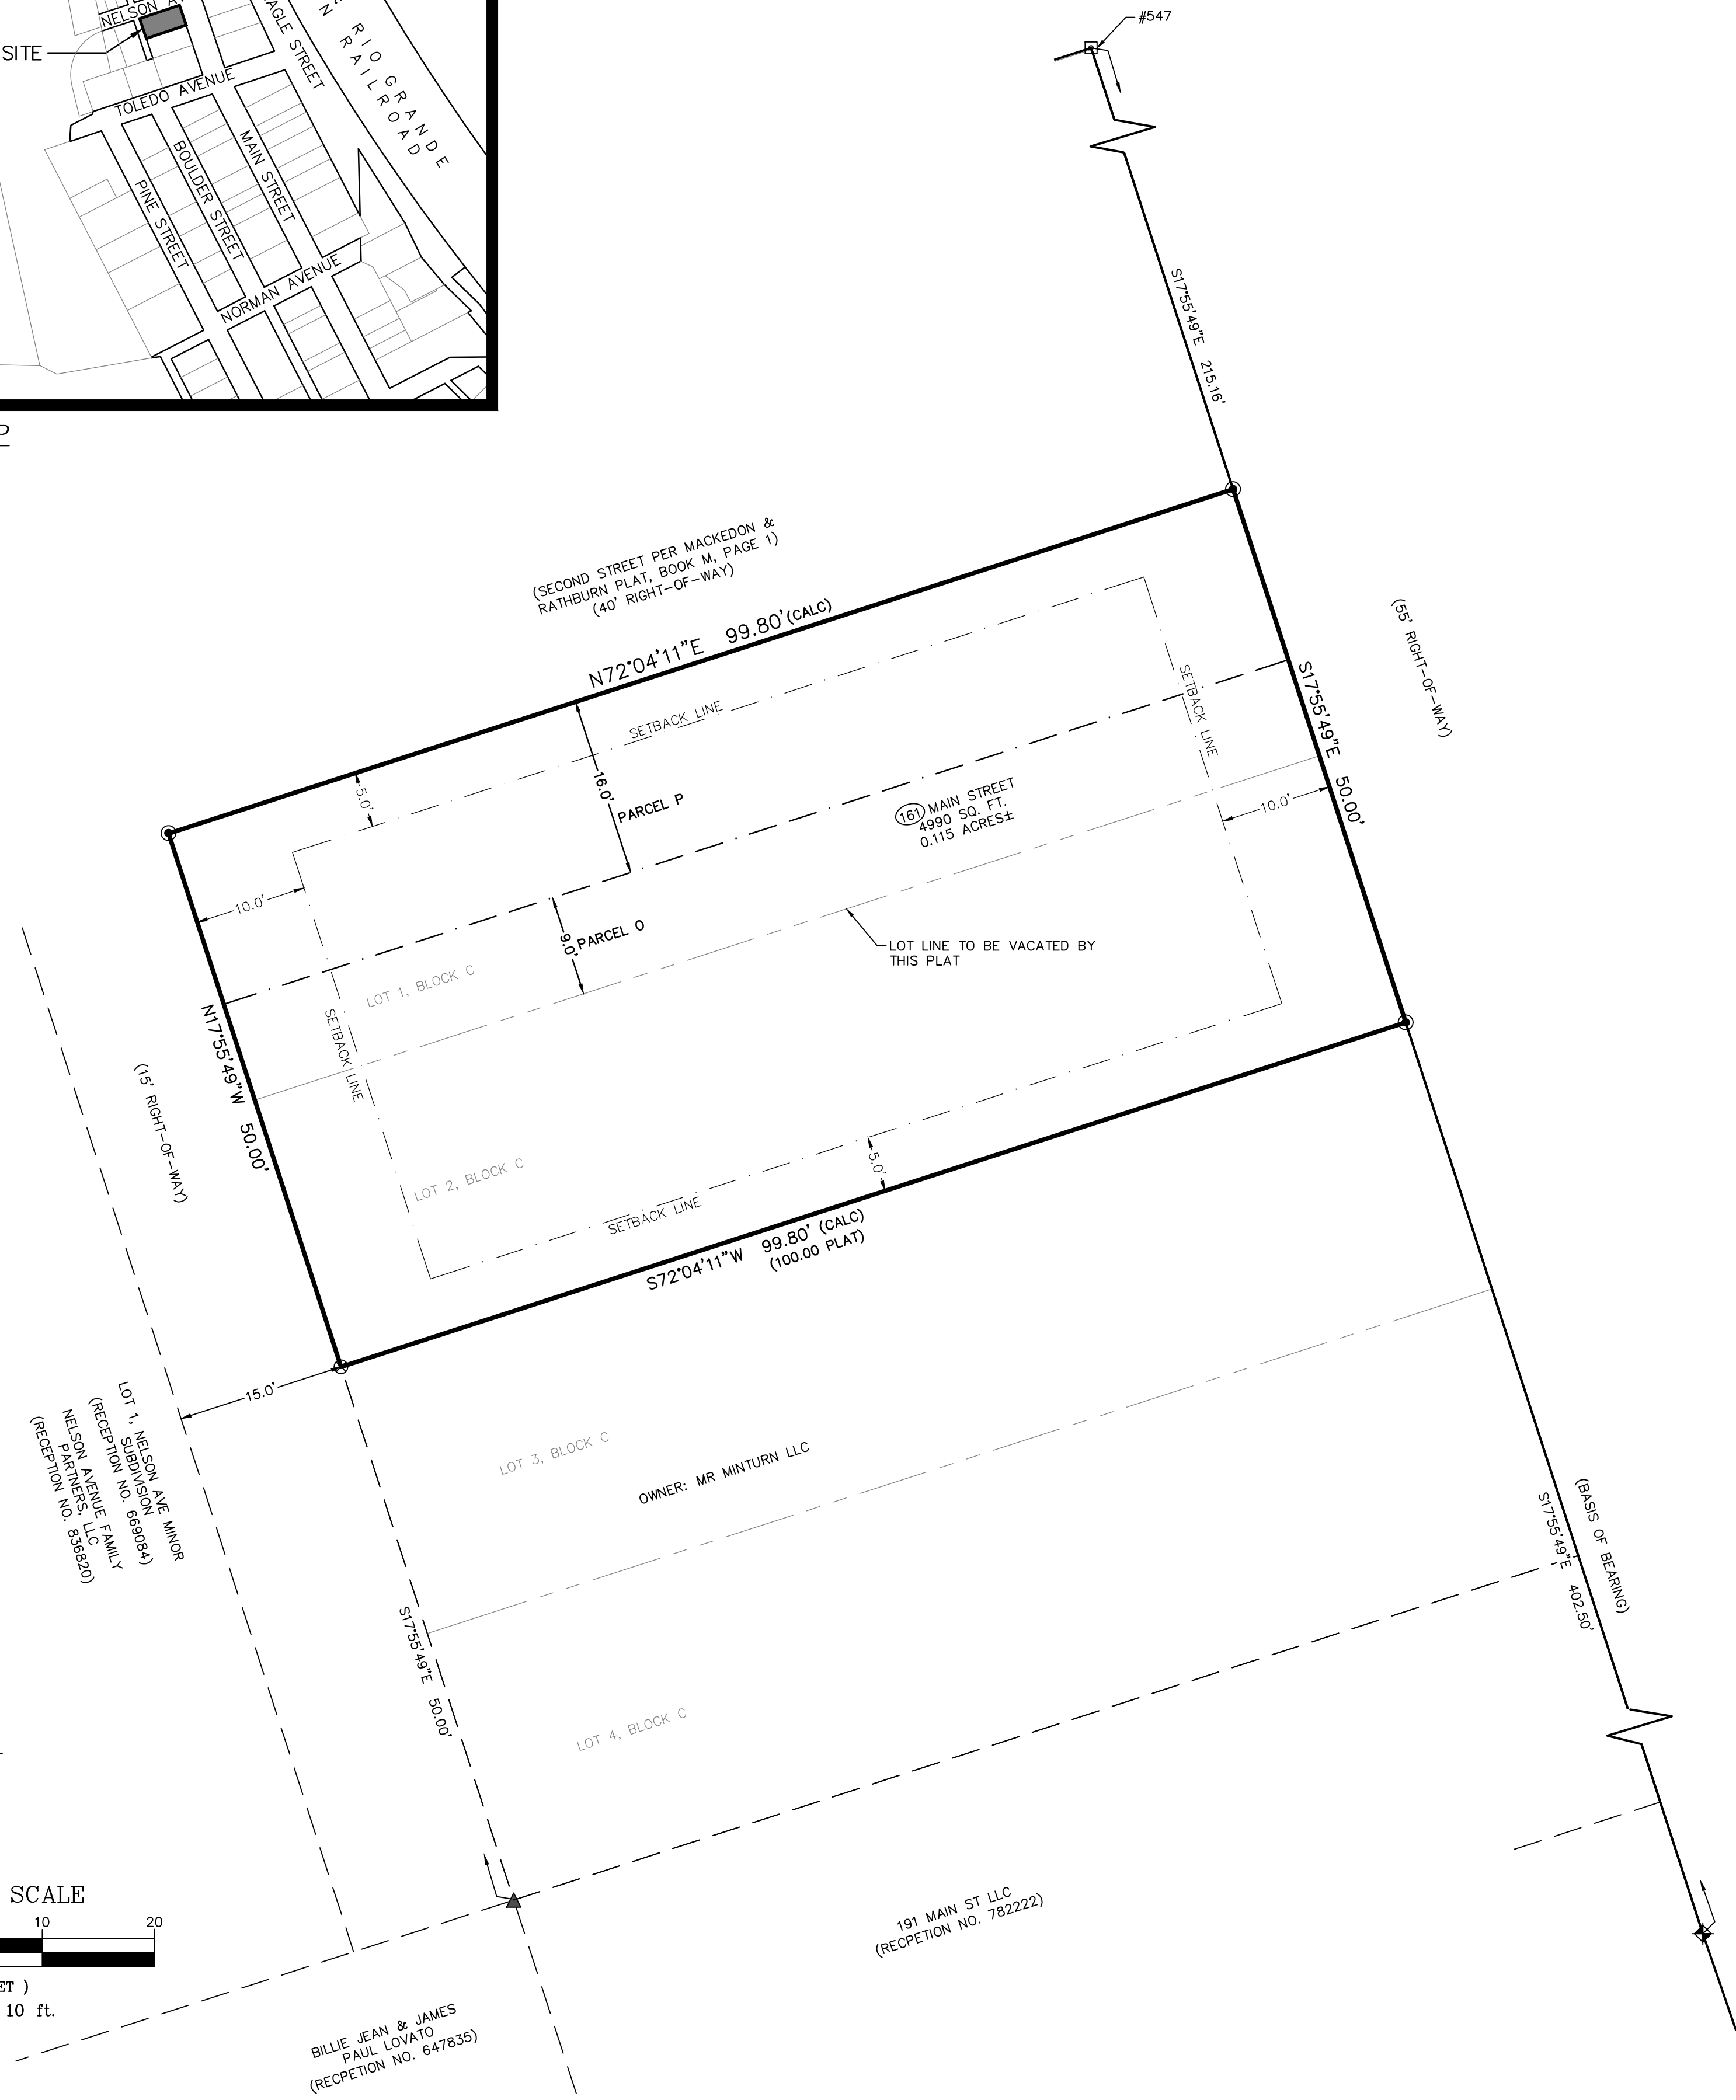 NELSON A
SITE
EAGLE STREET
N
RIO GRANDE
RAILROAD
TOLEDO AVENUE
MAIN STREET
BOULDER STREET
PINE STREET
NORMAN AVENUE
P
#547
S17°55'49"E 215.16'
(SECOND STREET PER MACKEDON &
RATHBURN PLAT, BOOK M, PAGE 1)
(40' RIGHT-OF-WAY)
N72°04'11"E 99.80'(CALC)
SETBACK LINE
(55' RIGHT-OF-WAY)
S17°55'49"E 50.00'
SETBACK LINE
5.0'
16.0'
PARCEL P
161 MAIN STREET
4990 SQ. FT.
0.115 ACRES±
10.0'
10.0'
9.0'
PARCEL O
LOT LINE TO BE VACATED BY
THIS PLAT
LOT 1, BLOCK C
SETBACK LINE
N17°55'49"W 50.00'
(15' RIGHT-OF-WAY)
LOT 2, BLOCK C
5.0'
SETBACK LINE
S72°04'11"W 99.80' (CALC)
(100.00 PLAT)
15.0'
LOT 1, NELSON AVE MINOR
SUBDIVISION
(RECEPTION NO. 669084)
NELSON AVENUE FAMILY
PARTNERS, LLC
(RECEPTION NO. 836820)
LOT 3, BLOCK C
OWNER: MR MINTURN LLC
(BASIS OF BEARING)
S17°55'49"E 402.50'
S17°55'49"E 50.00'
LOT 4, BLOCK C
SCALE
10 20
ET )
10 ft.
191 MAIN ST LLC
(RECPETION NO. 782222)
BILLIE JEAN & JAMES
PAUL LOVATO
(RECPETION NO. 647835)